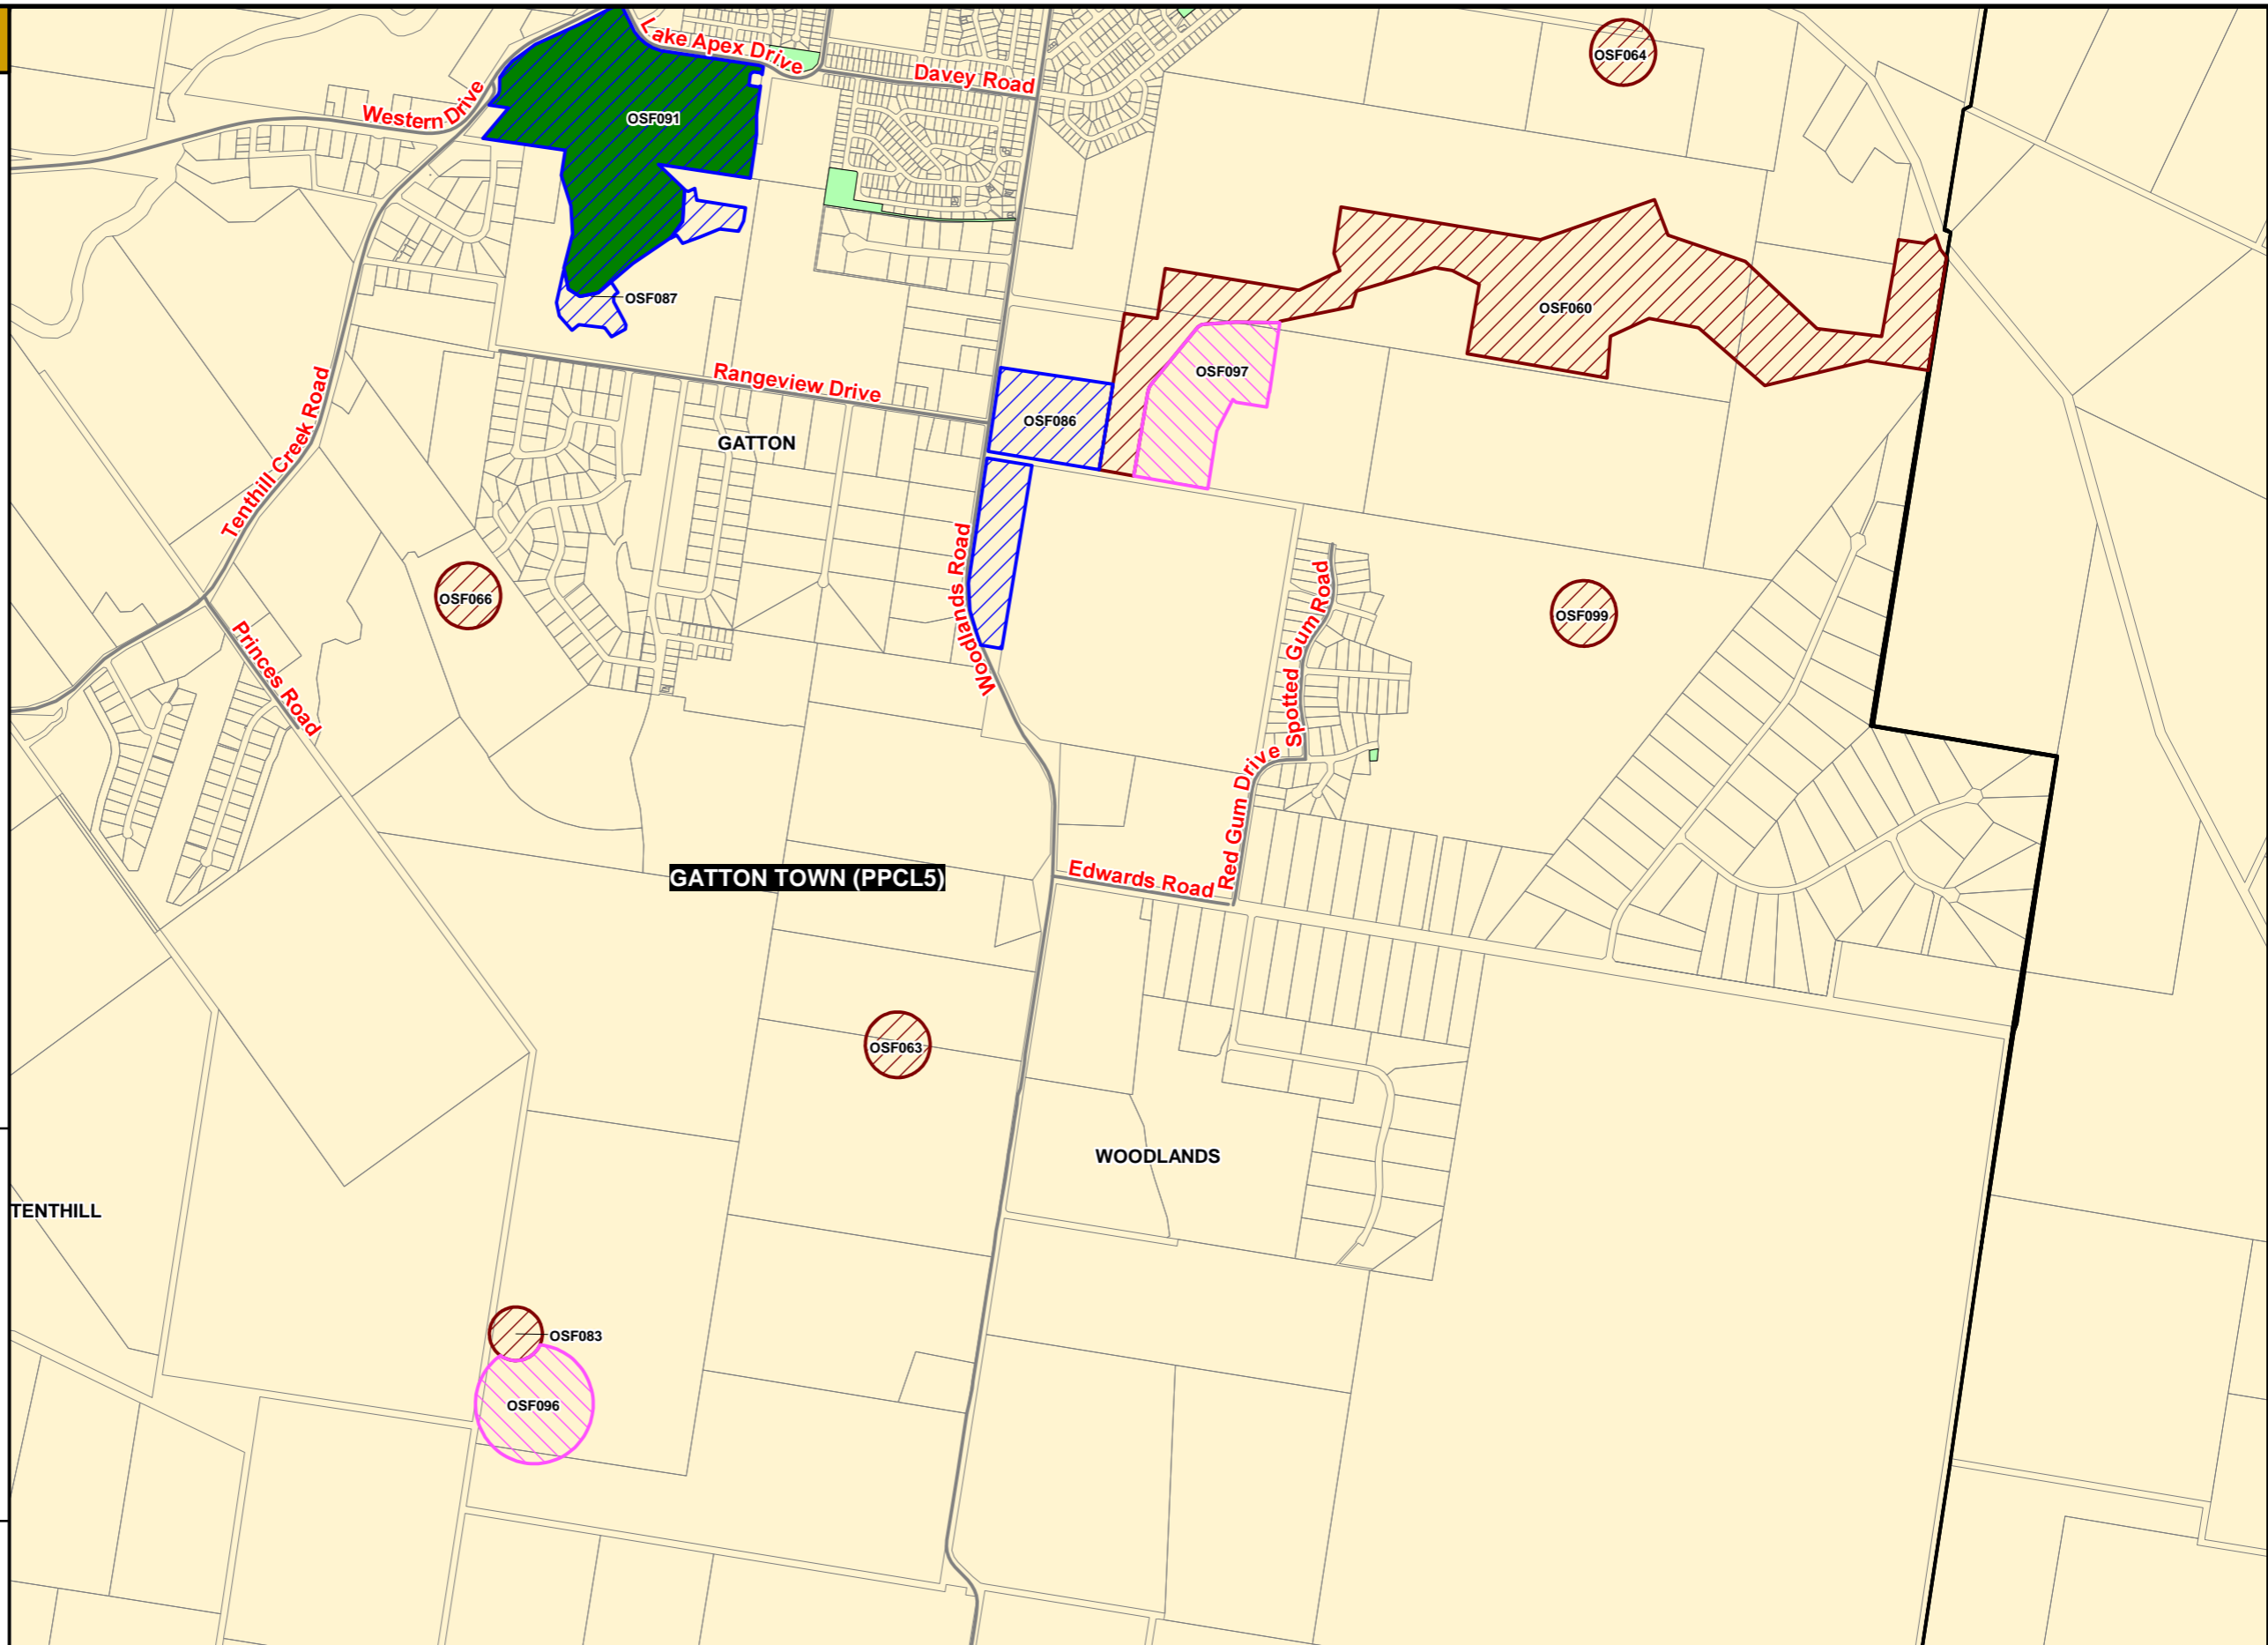 Lake Apex Drive
OSF064
Davey Road
Western Drive
OSF091
OSF087
OSF060
Rangeview Drive
OSF097
OSF086
GATTON
Tenthill Creek Road
Woodlands Road
OSF066
Spotted Gum Road
OSF099
Princes Road
Red Gum Drive
GATTON TOWN (PPCL5)
Edwards Road
OSF063
WOODLANDS
TENTHILL
OSF083
OSF096